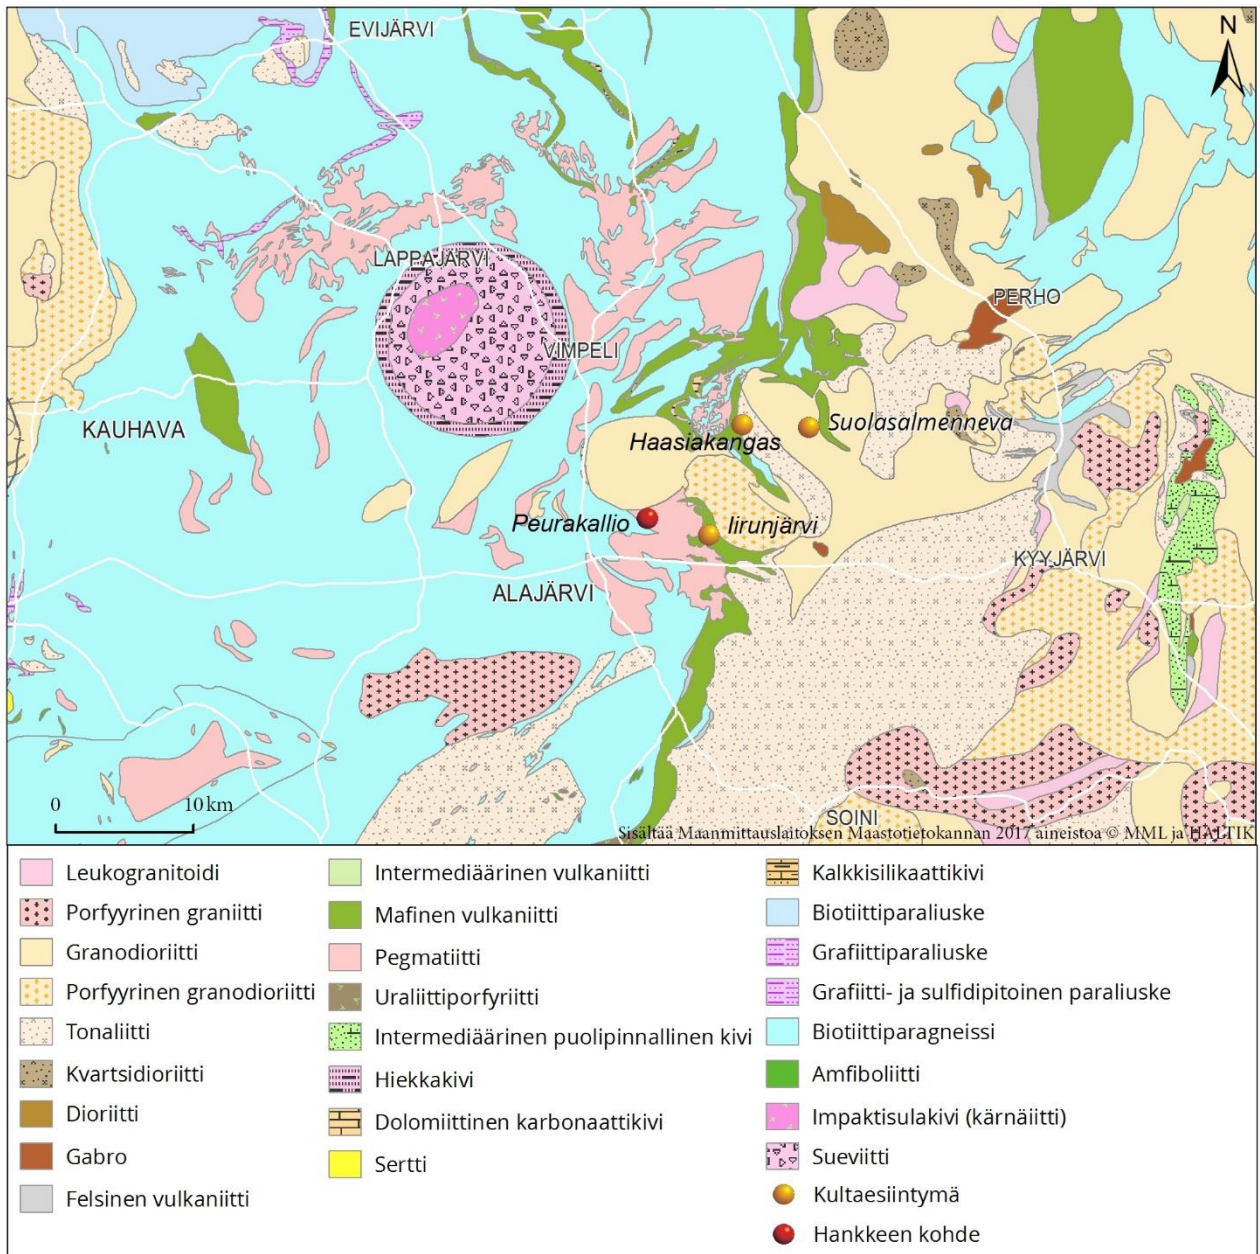 EVIJÄRVI
N
LAPPAJÄRVI
PERHO
VIMPELI
KAUHAVA
Haasiakangas
Suolasalmenneva
Peurakallio
Iirunjärvi
KYYJÄRVI
ALAJÄRVI
0 10 km
SOINI
Sisältää Maanmittauslaitoksen Maastotietokannan 2017 aineistoa © MML ja HALTIK
Leukogranitoidi
Porfyyrinen graniitti
Granodioriitti
Porfyyrinen granodioriitti
Tonaliitti
Kvartsidioriitti
Dioriitti
Gabro
Felsinen vulkaniitti
Intermediäärinen vulkaniitti
Mafinen vulkaniitti
Pegmatiitti
Uraliittiporfyriitti
Intermediäärinen puolipinnallinen kivi
Hiekkakivi
Dolomiittinen karbonaattikivi
Sertti
Kalkkisilikaattikivi
Biotiittiparaliuske
Grafiittiparaliuske
Grafiitti- ja sulfidipitoinen paraliuske
Biotiittiparagneissi
Amfiboliitti
Impaktisulakivi (kärnäiitti)
Sueviitti
Kultaesiintymä
Hankkeen kohde